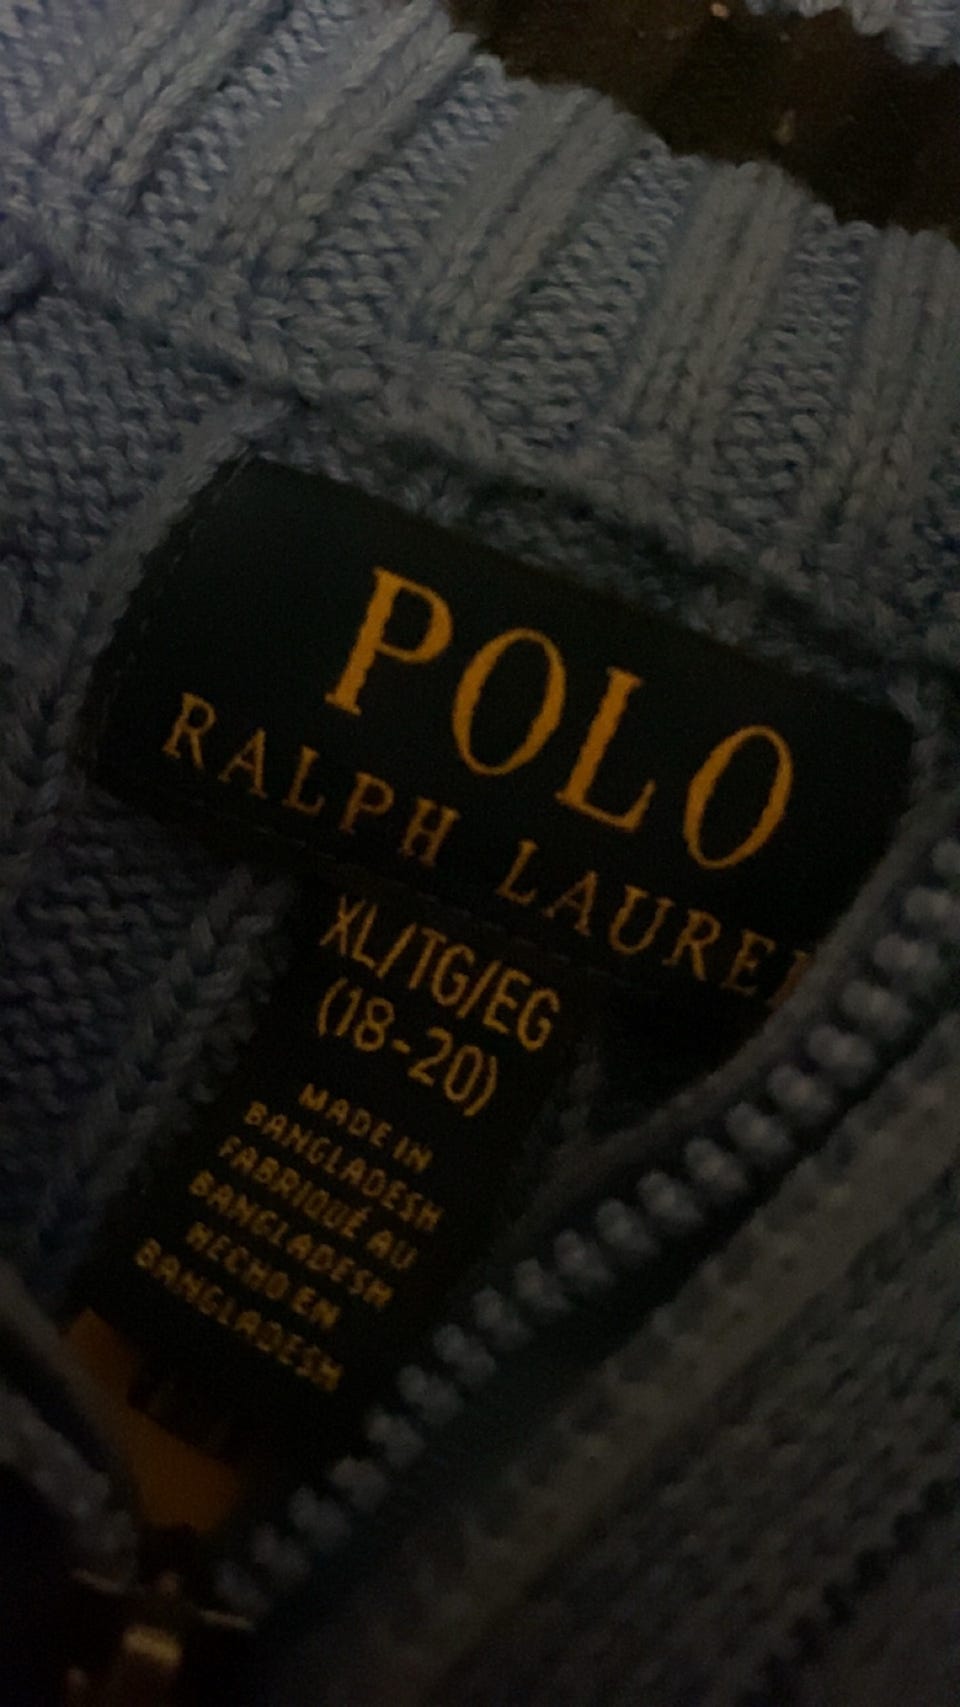 POLO
RALPH LAUREN
XL/TG/EG
(18-20)
MADE IN
BANGLADESH
FABRIQUÉ AU
BANGLADESH
HECHO EN
BANGLADESH